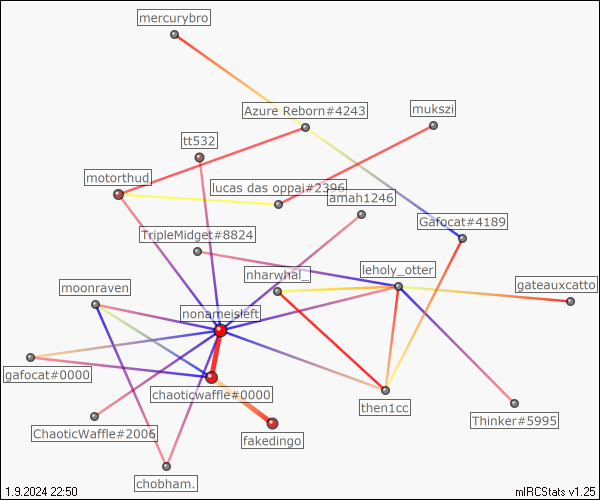 mercurybro
Azure Reborn#4243
mukszi
tt532
motorthud
lucas das oppai#2396
amah1246
Gafocat#4189
TripleMidget#8824
nharwhal_
leholy_otter
moonraven
gateauxcatto
nonameisleft
gafocat#0000
chaoticwaffle#0000
then1cc
Thinker#5995
ChaoticWaffle#2006
fakedingo
chobham.
1.9.2024 22:50
mIRCStats v1.25